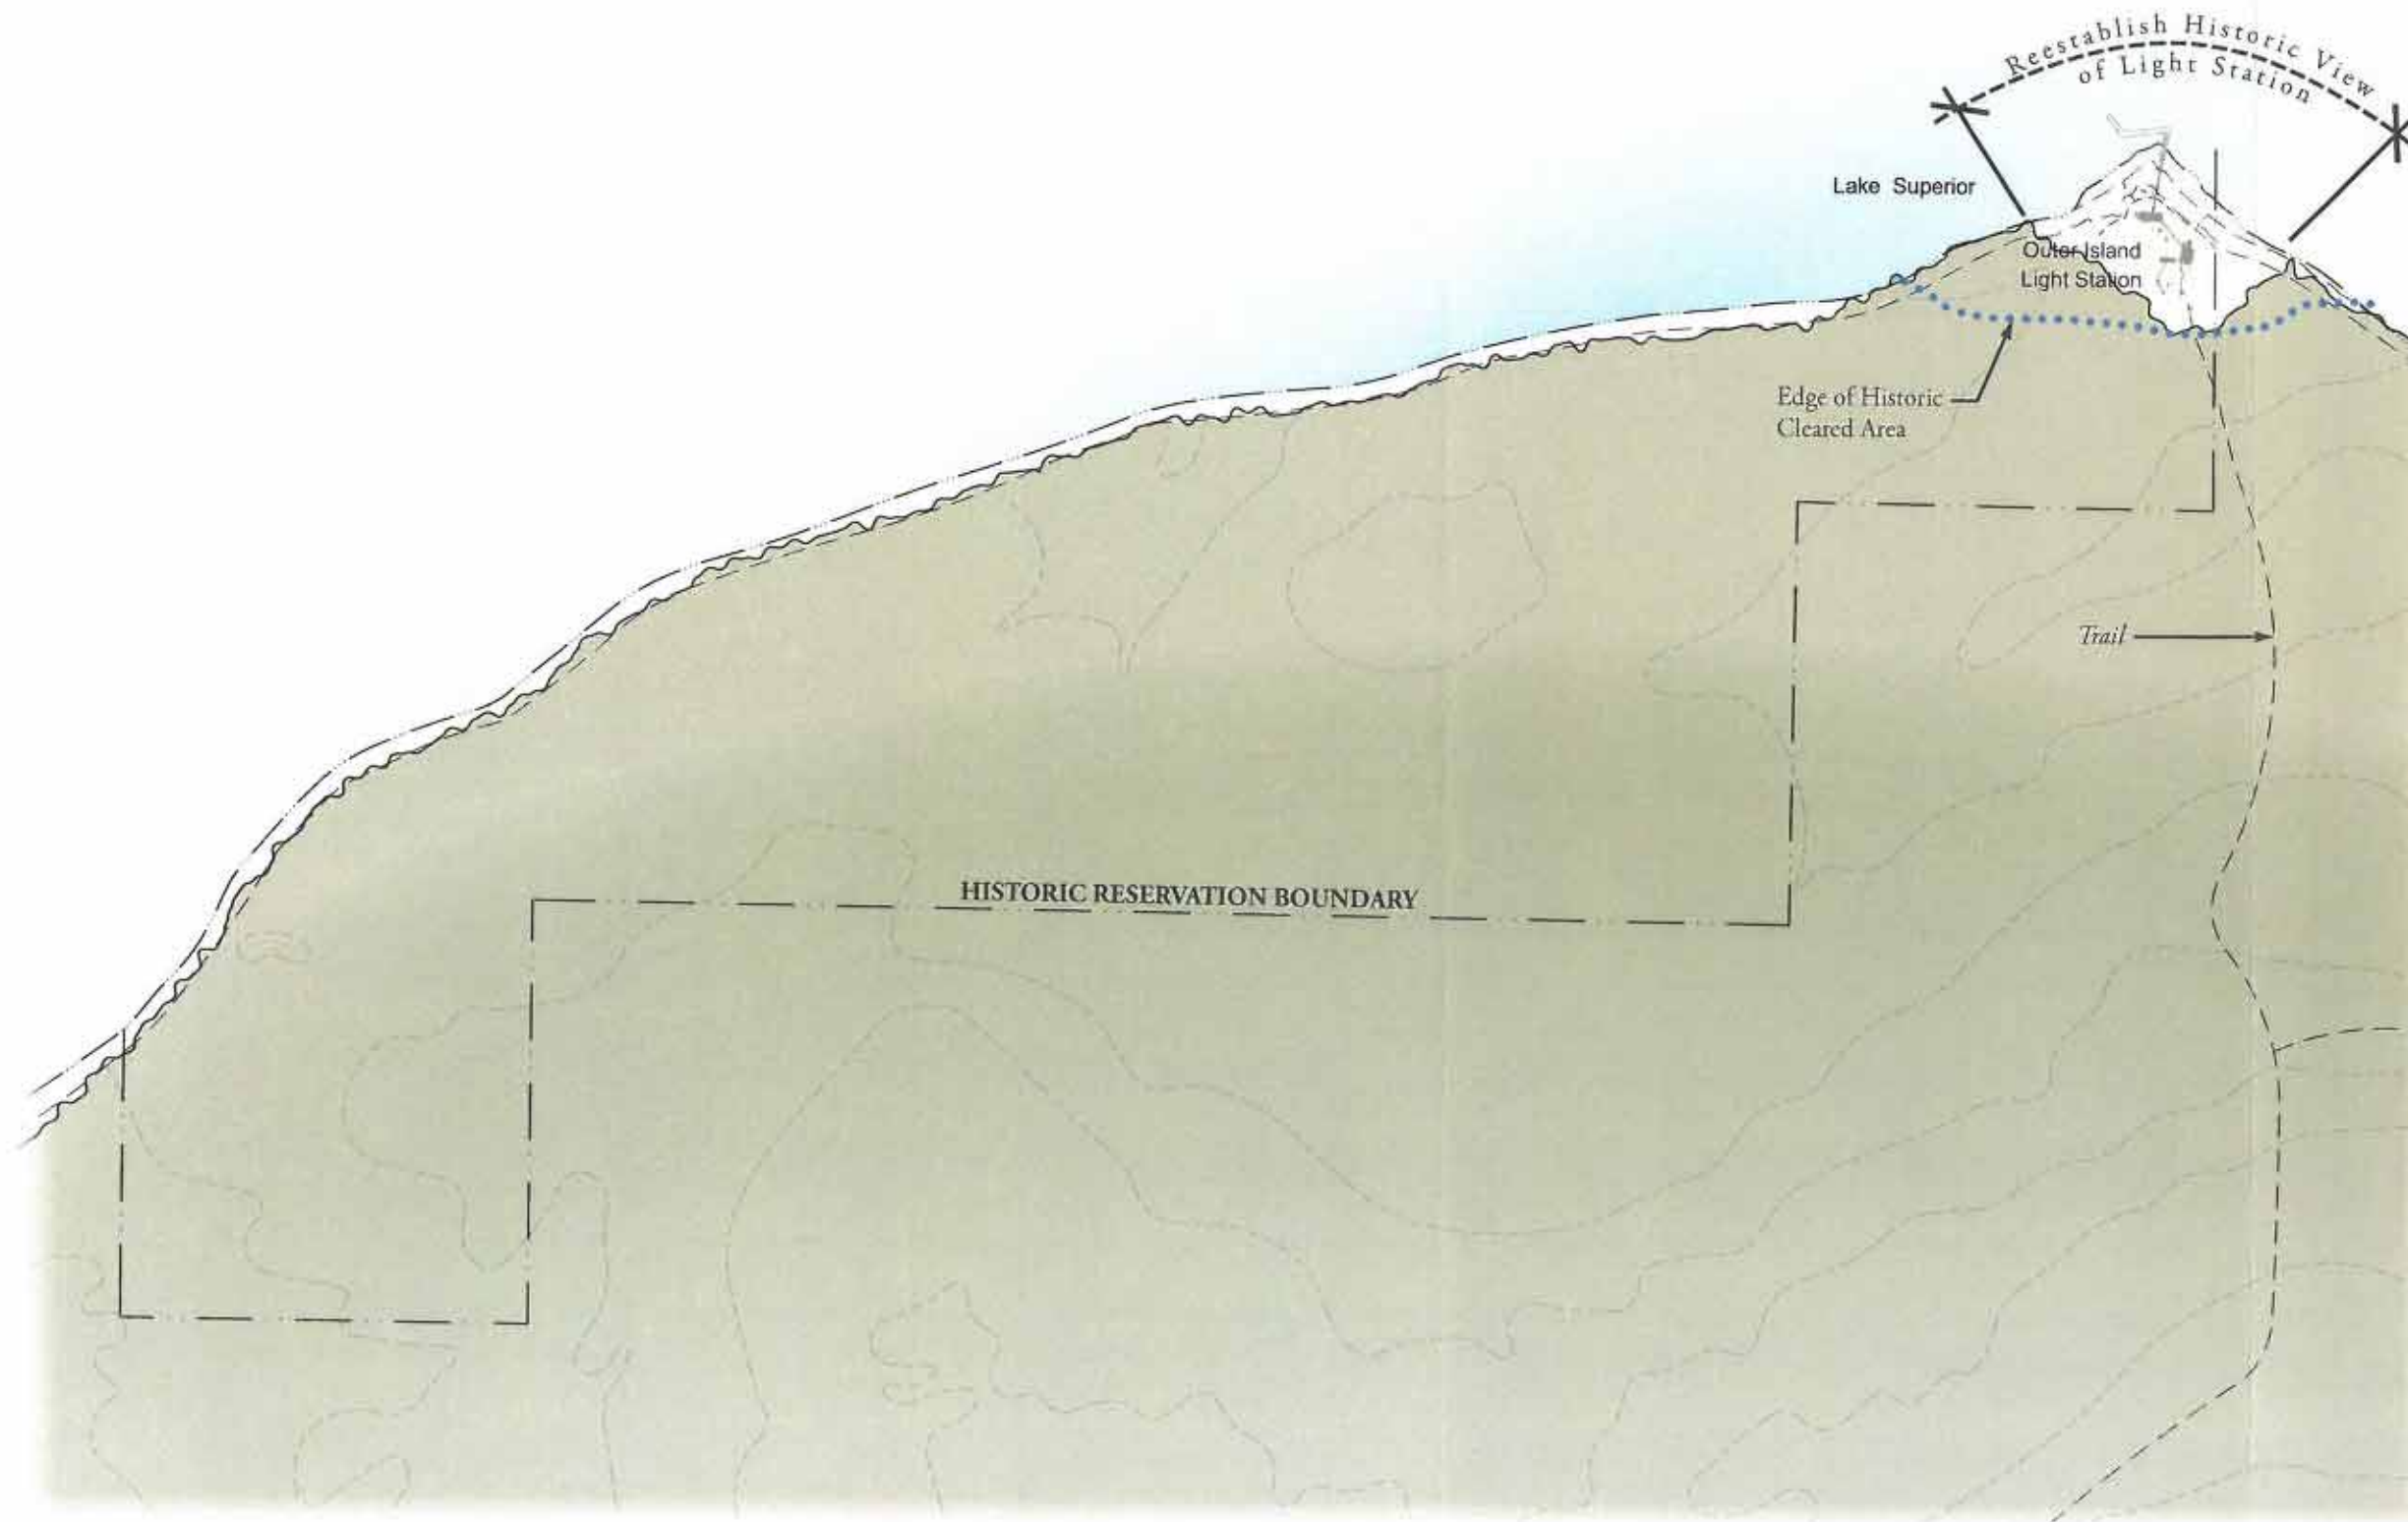 Reestablish Historic View
of Light Station
Lake Superior
Outer Island
Light Station
Edge of Historic
Cleared Area
Trail
HISTORIC RESERVATION BOUNDARY